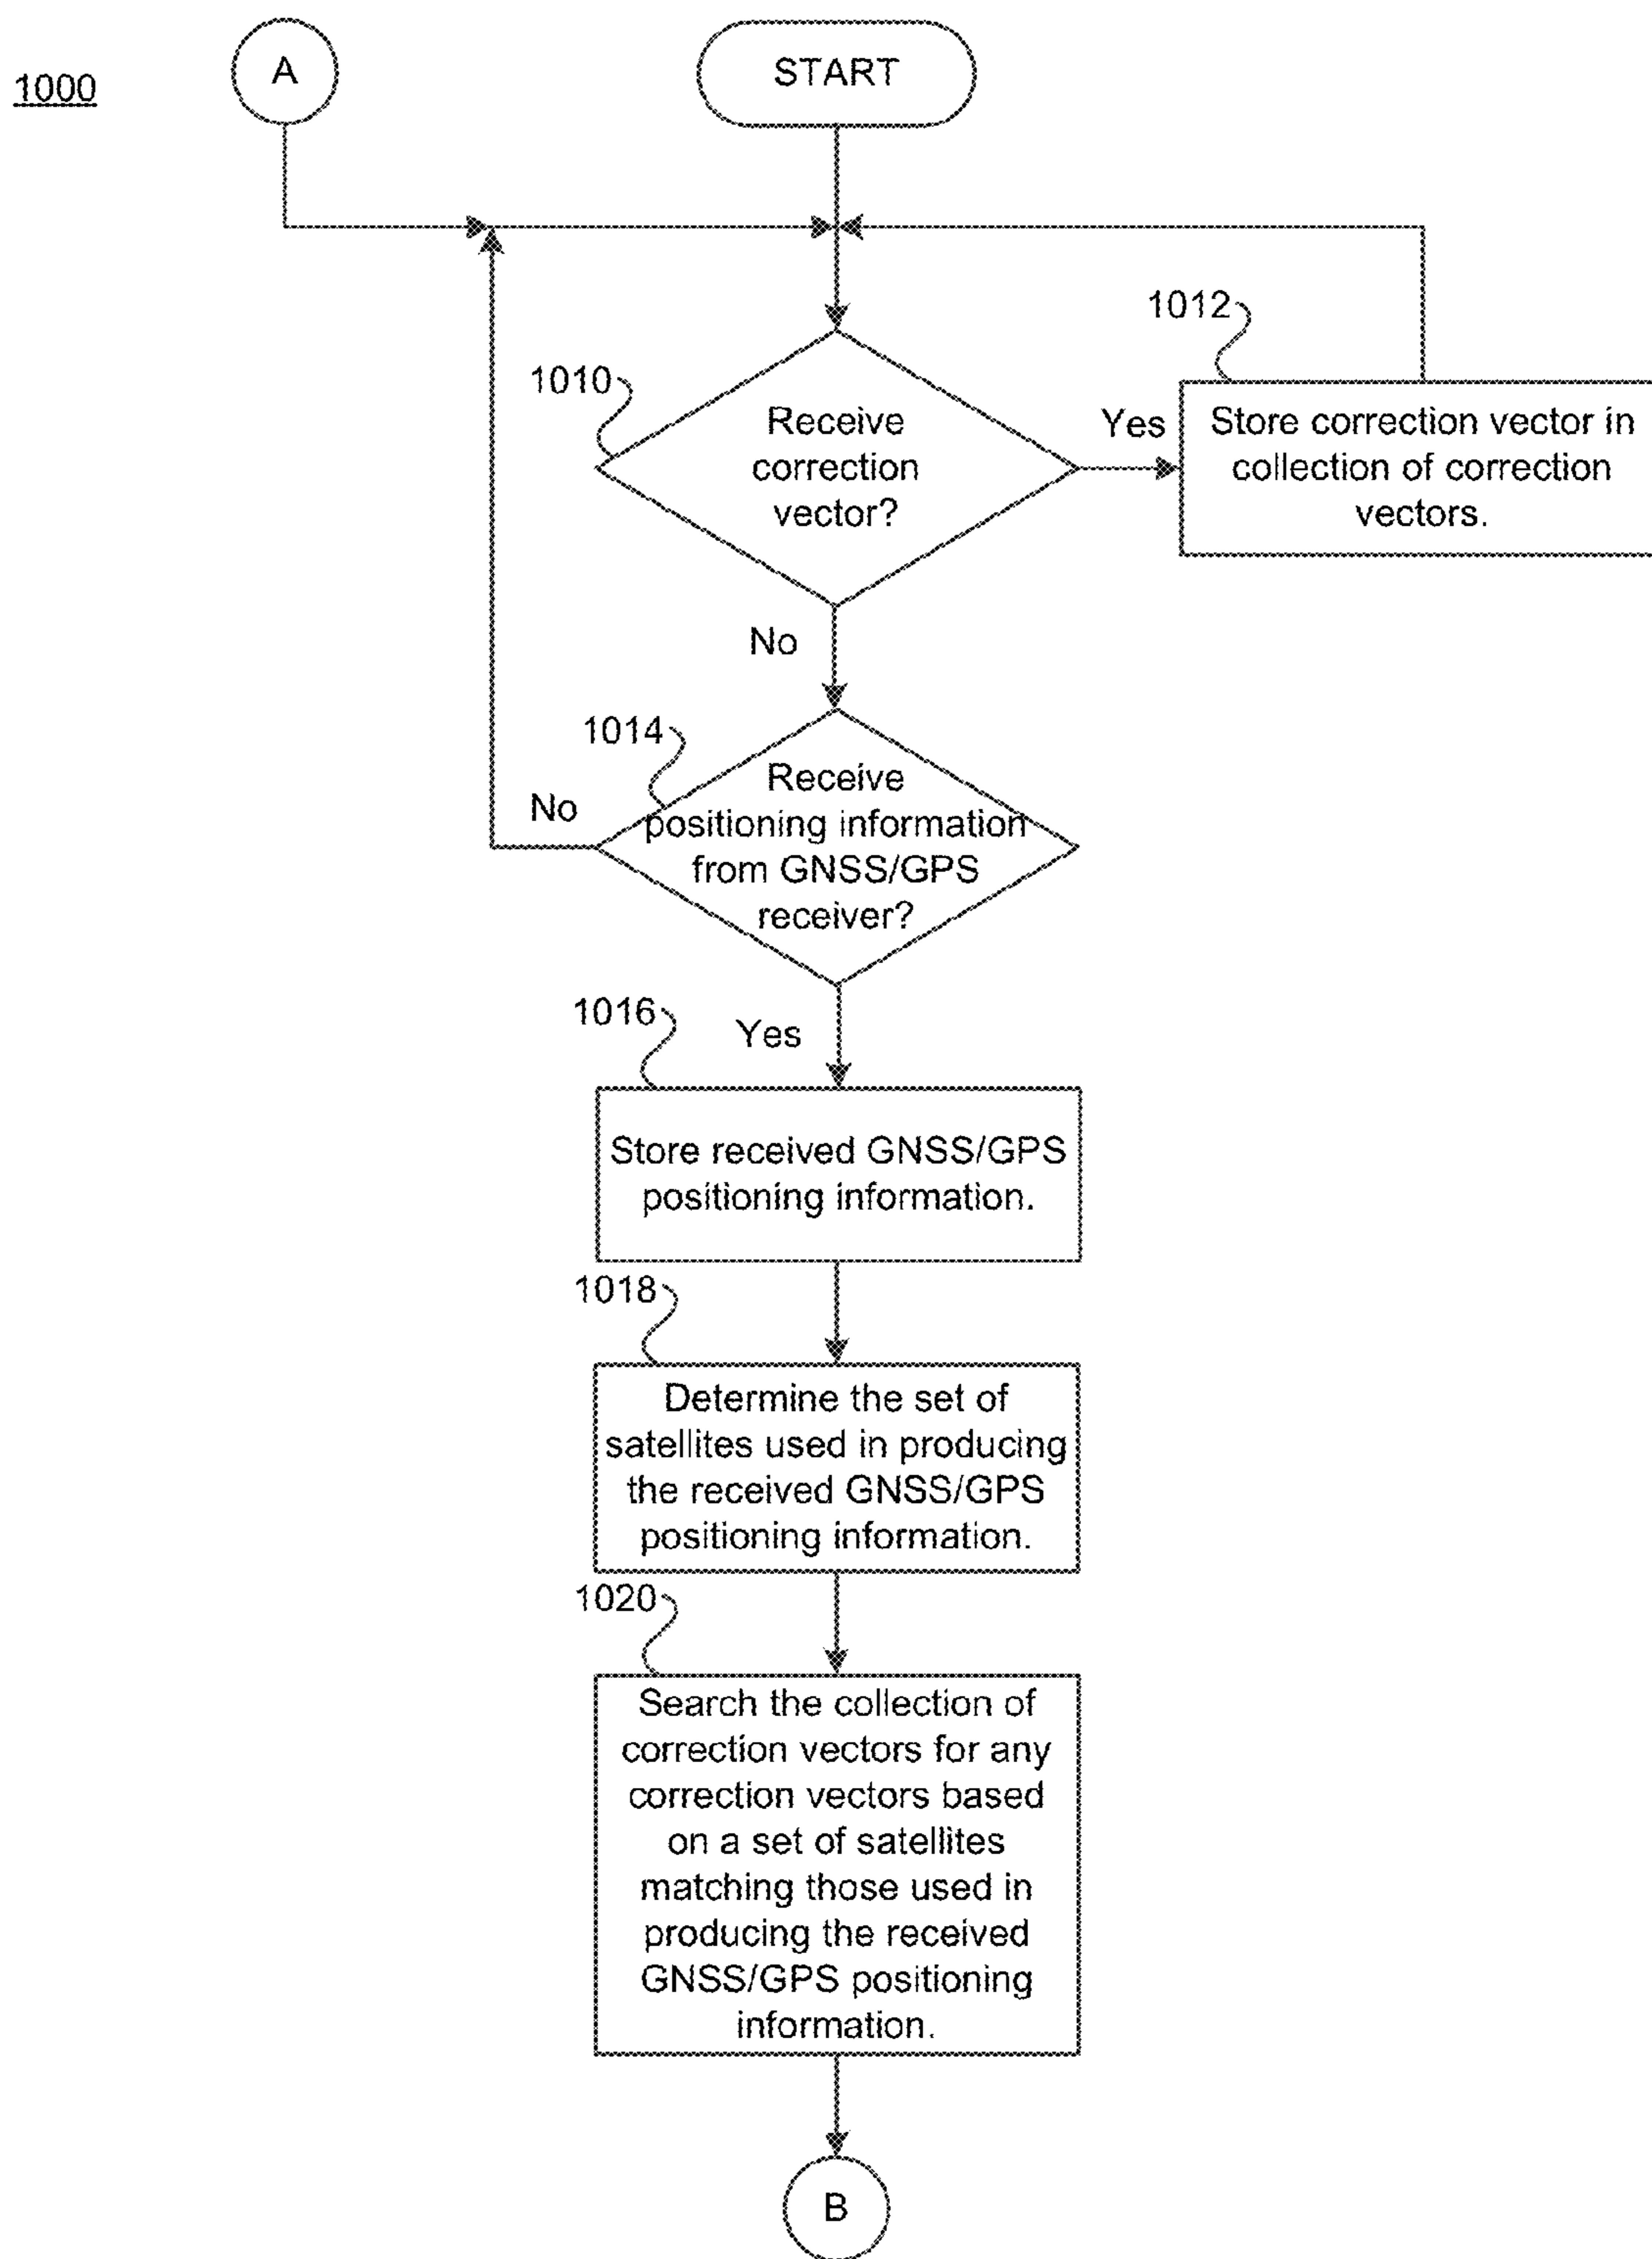 1000
A
START
1010
Receive
correction
vector?
Yes
1012
Store correction vector in
collection of correction
vectors.
No
1014
Receive
positioning information
from GNSS/GPS
receiver?
No
Yes
1016
Store received GNSS/GPS
positioning information.
1018
Determine the set of
satellites used in producing
the received GNSS/GPS
positioning information.
1020
Search the collection of
correction vectors for any
correction vectors based
on a set of satellites
matching those used in
producing the received
GNSS/GPS positioning
information.
B